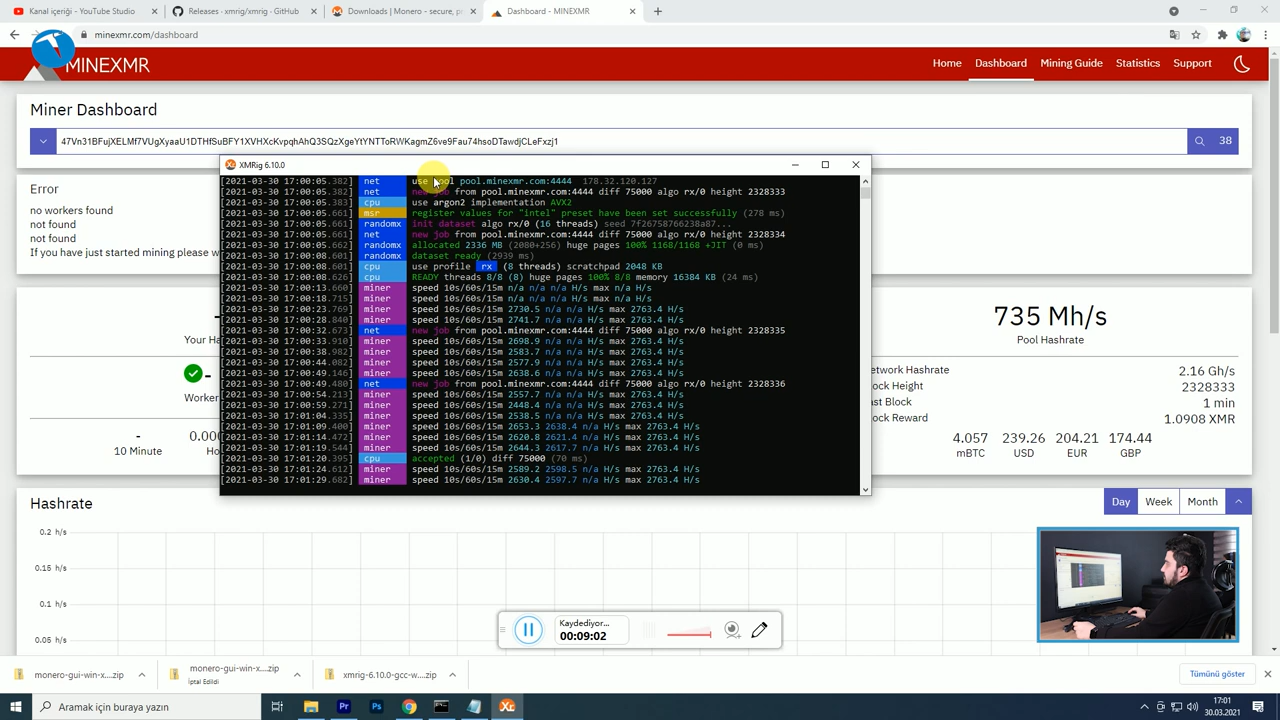 Kanal içeriği - YouTube Studio
Releases · xmrig/xmrig · GitHub
Downloads | Monero - secure, pr
Dashboard - MINEXMR
minexmr.com/dashboard
MINEXMR
Home
Dashboard
Mining Guide
Statistics
Support
Miner Dashboard
47Vn31BFujXELMf7VUgXyaaU1DTHfSuBFY1XVHXcKvpqhAhQ3SQzXgeYtYNTToRWKagmZ6ve9Fau74hsoDTawdjCLeFxzj1
38
XMRig 6.10.0
[2021-03-30 17:00:05.382] net use pool pool.minexmr.com:4444 178.32.120.127
[2021-03-30 17:00:05.382] net new job from pool.minexmr.com:4444 diff 75000 algo rx/0 height 2328333
[2021-03-30 17:00:05.383] cpu use argon2 implementation AVX2
[2021-03-30 17:00:05.661] msr register values for "intel" preset have been set successfully (278 ms)
[2021-03-30 17:00:05.661] randomx init dataset algo rx/0 (16 threads) seed 7f26758766238a87...
[2021-03-30 17:00:05.661] net new job from pool.minexmr.com:4444 diff 75000 algo rx/0 height 2328334
[2021-03-30 17:00:05.662] randomx allocated 2336 MB (2080+256) huge pages 100% 1168/1168 +JIT (0 ms)
[2021-03-30 17:00:08.601] randomx dataset ready (2939 ms)
[2021-03-30 17:00:08.601] cpu use profile rx (8 threads) scratchpad 2048 KB
[2021-03-30 17:00:08.626] cpu READY threads 8/8 (8) huge pages 100% 8/8 memory 16384 KB (24 ms)
[2021-03-30 17:00:13.660] miner speed 10s/60s/15m n/a n/a n/a H/s max n/a H/s
[2021-03-30 17:00:18.715] miner speed 10s/60s/15m n/a n/a n/a H/s max n/a H/s
[2021-03-30 17:00:23.769] miner speed 10s/60s/15m 2730.5 n/a n/a H/s max 2763.4 H/s
[2021-03-30 17:00:28.840] miner speed 10s/60s/15m 2741.7 n/a n/a H/s max 2763.4 H/s
[2021-03-30 17:00:32.673] net new job from pool.minexmr.com:4444 diff 75000 algo rx/0 height 2328335
[2021-03-30 17:00:33.910] miner speed 10s/60s/15m 2698.9 n/a n/a H/s max 2763.4 H/s
[2021-03-30 17:00:38.982] miner speed 10s/60s/15m 2583.7 n/a n/a H/s max 2763.4 H/s
[2021-03-30 17:00:44.082] miner speed 10s/60s/15m 2577.9 n/a n/a H/s max 2763.4 H/s
[2021-03-30 17:00:49.146] miner speed 10s/60s/15m 2638.6 n/a n/a H/s max 2763.4 H/s
[2021-03-30 17:00:49.480] net new job from pool.minexmr.com:4444 diff 75000 algo rx/0 height 2328336
[2021-03-30 17:00:54.213] miner speed 10s/60s/15m 2557.7 n/a n/a H/s max 2763.4 H/s
[2021-03-30 17:00:59.271] miner speed 10s/60s/15m 2448.4 n/a n/a H/s max 2763.4 H/s
[2021-03-30 17:01:04.335] miner speed 10s/60s/15m 2538.5 n/a n/a H/s max 2763.4 H/s
[2021-03-30 17:01:09.400] miner speed 10s/60s/15m 2653.3 2638.4 n/a H/s max 2763.4 H/s
[2021-03-30 17:01:14.472] miner speed 10s/60s/15m 2620.8 2621.4 n/a H/s max 2763.4 H/s
[2021-03-30 17:01:19.544] miner speed 10s/60s/15m 2644.3 2617.7 n/a H/s max 2763.4 H/s
[2021-03-30 17:01:20.395] cpu accepted (1/0) diff 75000 (70 ms)
[2021-03-30 17:01:24.612] miner speed 10s/60s/15m 2589.2 2598.5 n/a H/s max 2763.4 H/s
[2021-03-30 17:01:29.682] miner speed 10s/60s/15m 2630.4 2597.7 n/a H/s max 2763.4 H/s
Error
no workers found
not found
not found
If you have just started mining please w
Your Ha
Worker
-
10 Minute
0.00
Ho
735 Mh/s
Pool Hashrate
etwork Hashrate 2.16 Gh/s
ock Height 2328333
ast Block 1 min
ock Reward 1.0908 XMR
4.057 239.26 204.21 174.44
mBTC USD EUR GBP
Hashrate
Day
Week
Month
0.2 h/s
0.15 h/s
0.1 h/s
0.05 h/s
Kaydediyor...
00:09:02
monero-gui-win-x....zip
monero-gui-win-x....zip
İptal Edildi
xmrig-6.10.0-gcc-w....zip
Tümünü göster
Aramak için buraya yazın
Pr
Ps
17:01
30.03.2021